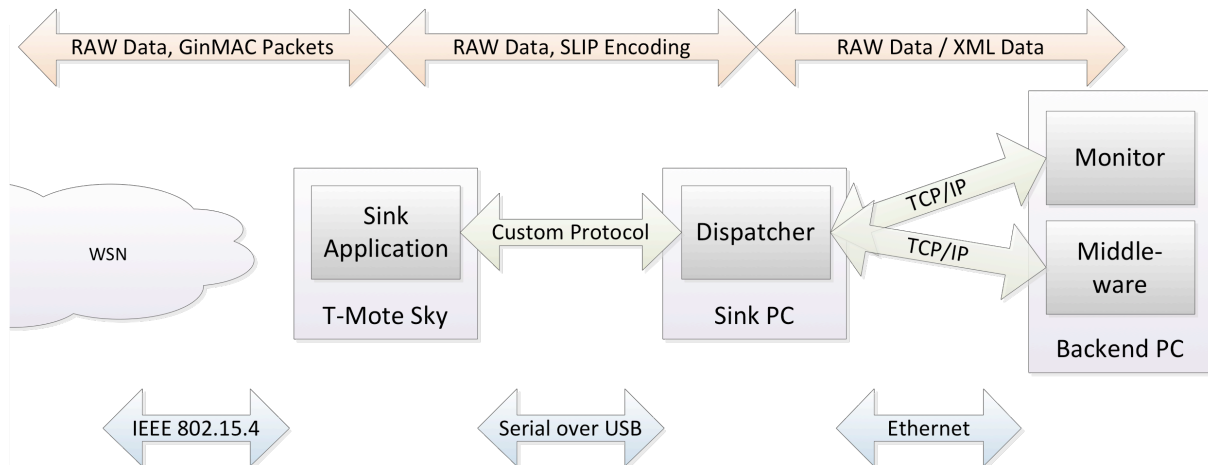 RAW Data, GinMAC Packets
RAW Data, SLIP Encoding
RAW Data / XML Data
WSN
Sink
Application
T-Mote Sky
Custom Protocol
Dispatcher
Sink PC
TCP/IP
TCP/IP
Monitor
Middle-
ware
Backend PC
IEEE 802.15.4
Serial over USB
Ethernet